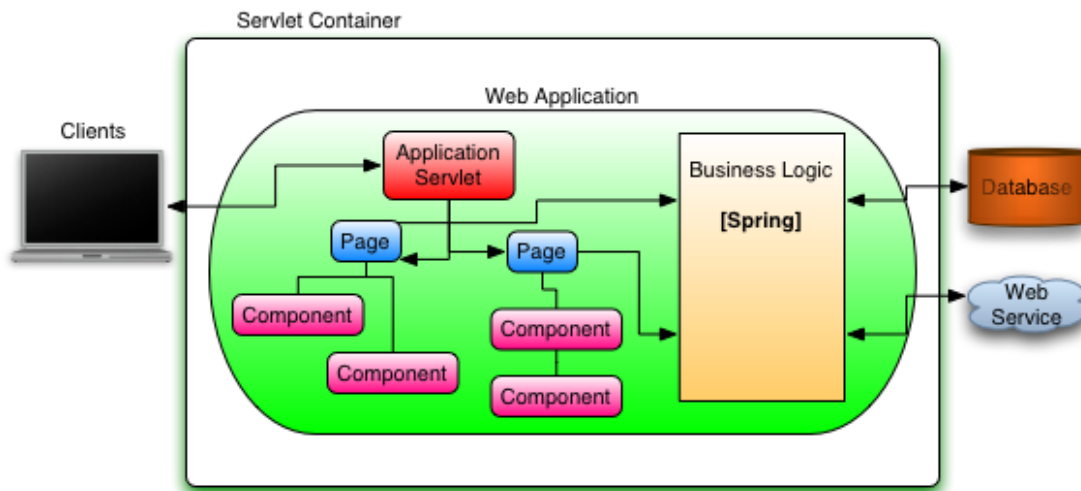 Servlet Container
Web Application
Clients
Application
Servlet
Business Logic
[Spring]
Database
Page
Page
Component
Component
Component
Component
Web
Service